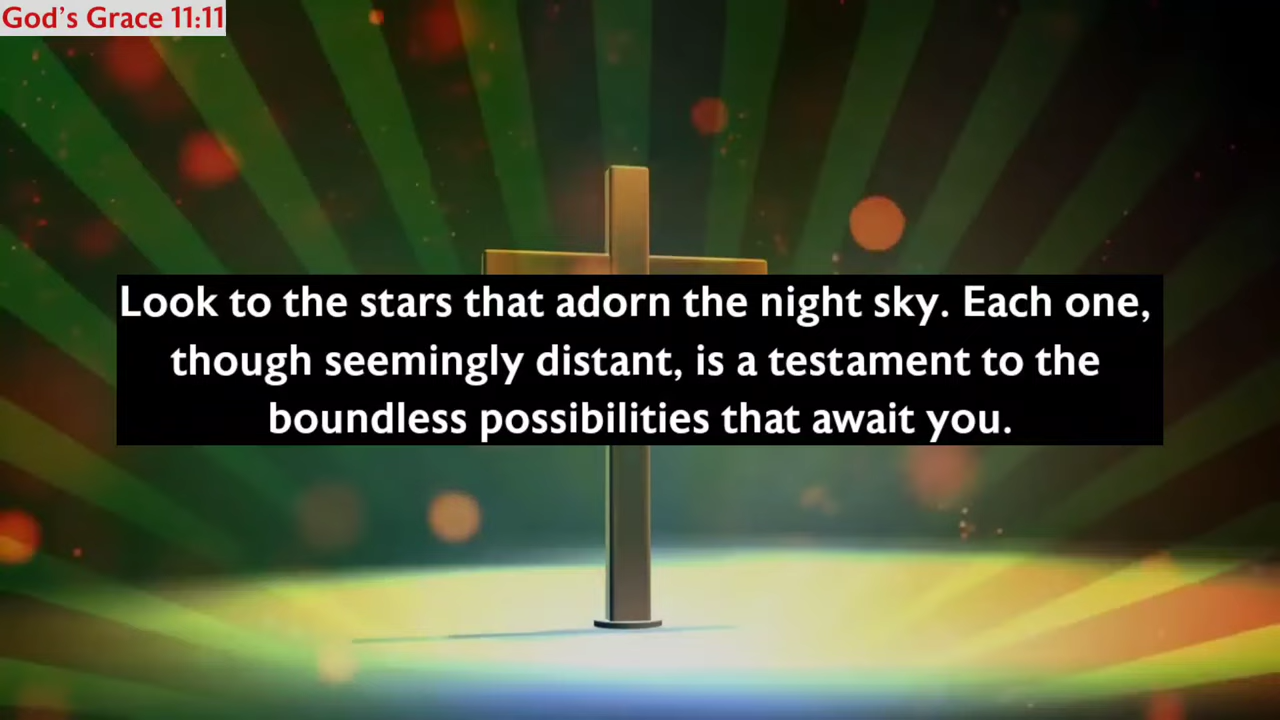 God's Grace 11:11
Look to the stars that adorn the night sky. Each one,
though seemingly distant, is a testament to the
boundless possibilities that await you.